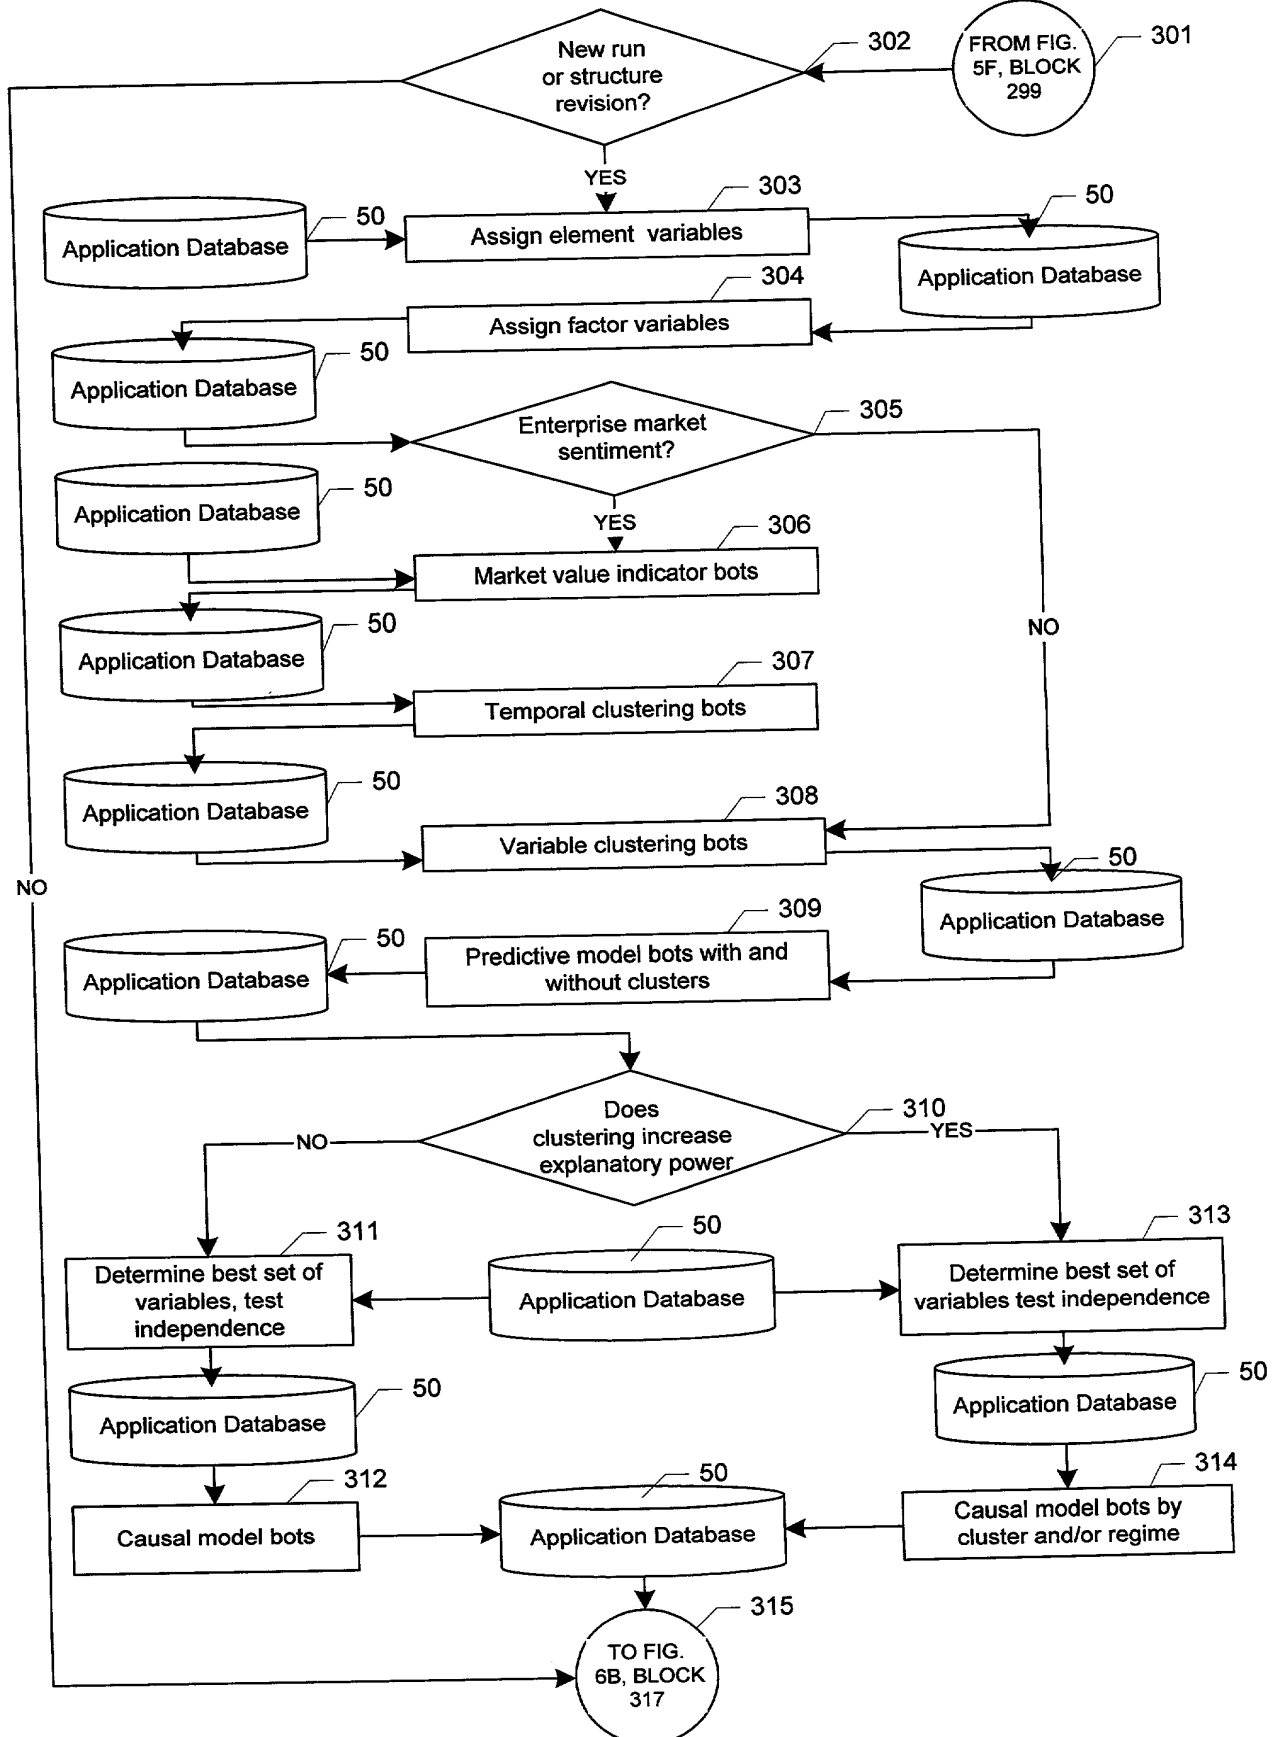 New run
or structure
revision?
302
FROM FIG.
5F, BLOCK
299
301
YES
303
50
50
Application Database
Assign element variables
Application Database
304
Assign factor variables
50
Application Database
305
Enterprise market
sentiment?
50
Application Database
YES
306
Market value indicator bots
50
NO
Application Database
307
Temporal clustering bots
50
Application Database
308
Variable clustering bots
50
NO
Application Database
309
50
Predictive model bots with and
without clusters
Application Database
310
Does
clustering increase
explanatory power
NO
YES
311
50
313
Determine best set of
variables, test
independence
Application Database
Determine best set of
variables test independence
50
Application Database
50
Application Database
312
50
314
Causal model bots
Application Database
Causal model bots by
cluster and/or regime
315
TO FIG.
6B, BLOCK
317